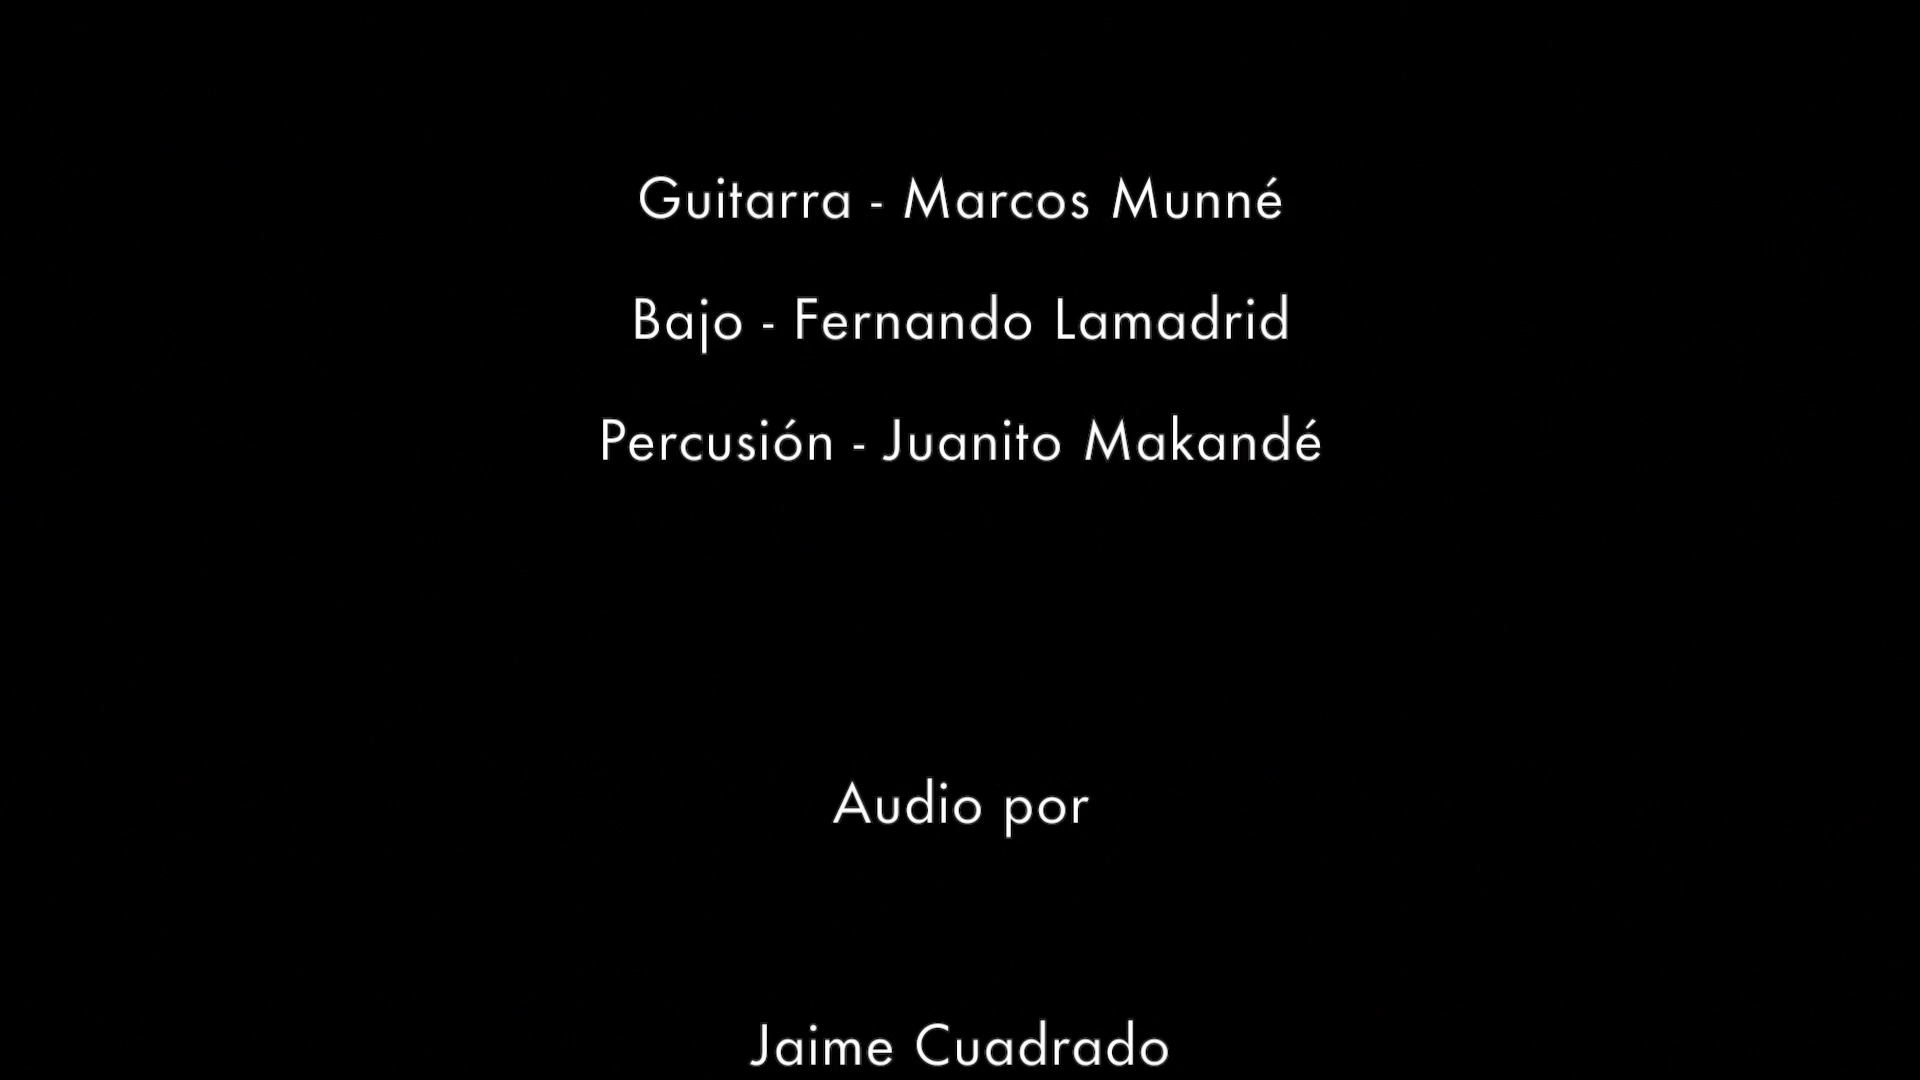 Guitarra - Marcos Munné
Bajo - Fernando Lamadrid
Percusión - Juanito Makandé
Audio por
Jaime Cuadrado